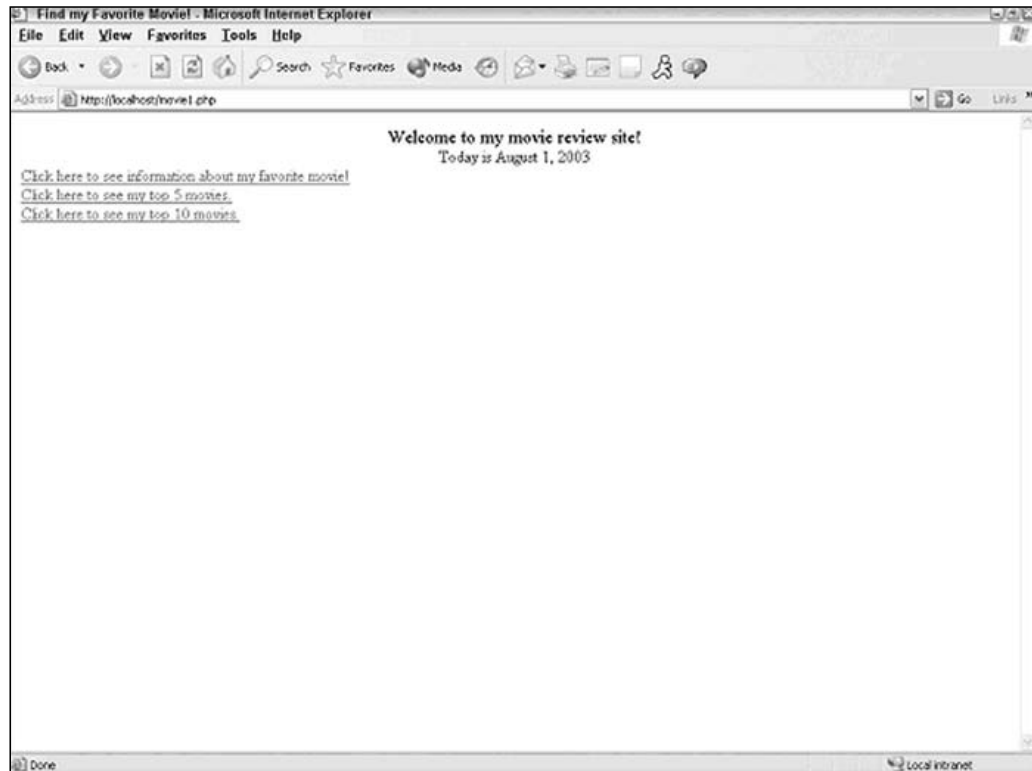 Find my Favorite Movie! - Microsoft Internet Explorer
File Edit View Favorites Tools Help
Back Search Favorites Media
Address http://localhost/movie1.php Go Links »
Welcome to my movie review site!
Today is August 1, 2003
Click here to see information about my favorite movie!
Click here to see my top 5 movies.
Click here to see my top 10 movies.
Done Local intranet